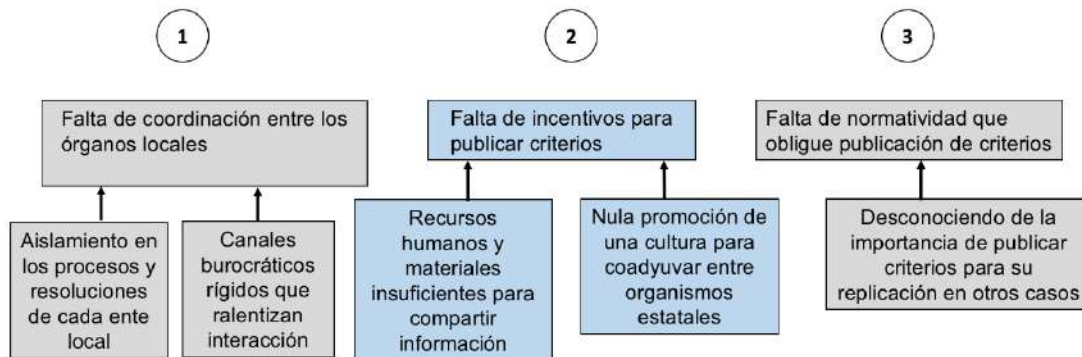 1
2
3
Falta de coordinación entre los
órganos locales
Falta de incentivos para
publicar criterios
Falta de normatividad que
obligue publicación de criterios
Aislamiento en
los procesos y
resoluciones
de cada ente
local
Canales
burocráticos
rígidos que
ralentizan
interacción
Recursos
humanos y
materiales
insuficientes para
compartir
información
Nula promoción de
una cultura para
coadyuvar entre
organismos
estatales
Desconociendo de la
importancia de publicar
criterios para su
replicación en otros casos